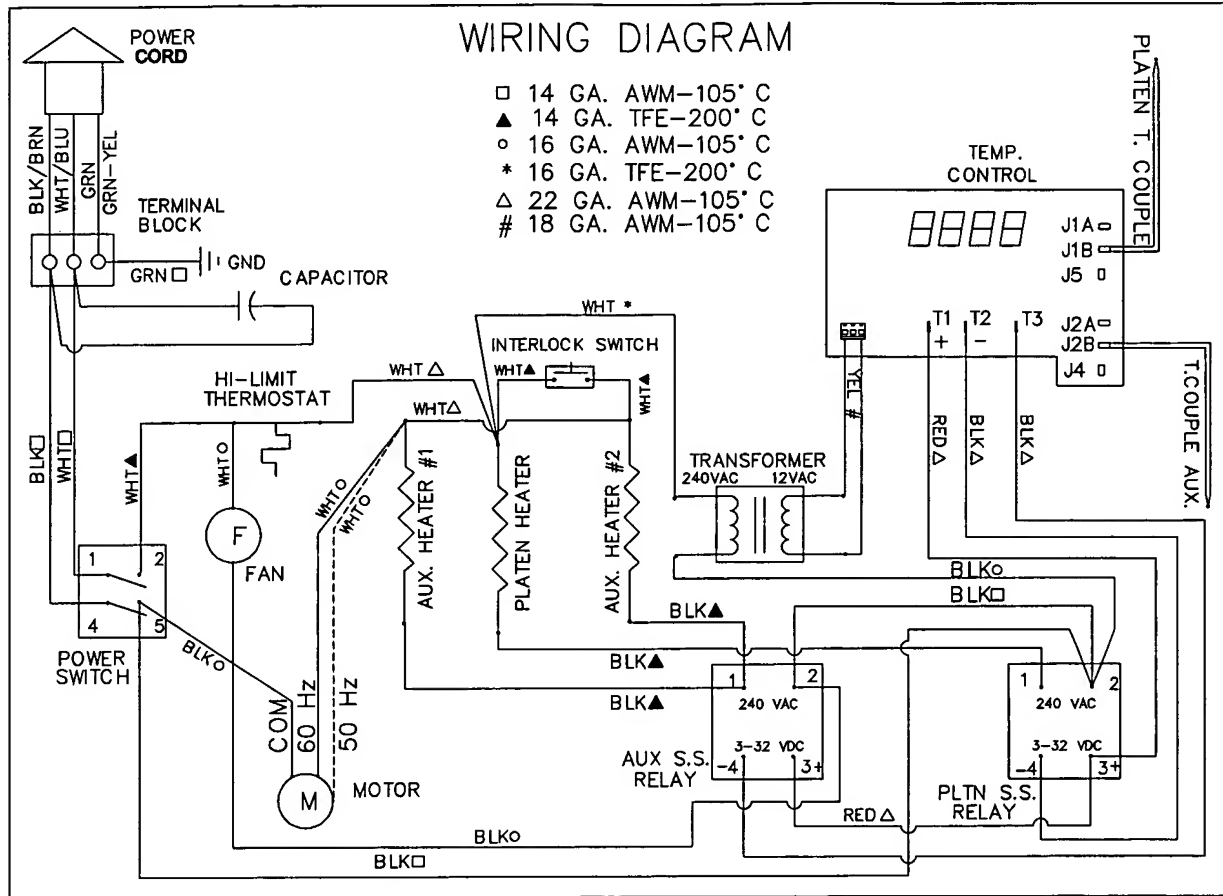 WIRING DIAGRAM
POWER
CORD
□ 14 GA. AWM-105° C
▲ 14 GA. TFE-200° C
○ 16 GA. AWM-105° C
* 16 GA. TFE-200° C
△ 22 GA. AWM-105° C
# 18 GA. AWM-105° C
BLK/BRN
WHT/BLU
GRN
GRN-YEL
TERMINAL
BLOCK
GRN□
GND
CAPACITOR
TEMP.
CONTROL
PLATEN T. COUPLE
J1A
J1B
J5
T1
T2
T3
+
-
J2A
J2B
J4
T.COUPLE AUX.
YEL #
RED△
BLK△
BLK△
WHT *
INTERLOCK SWITCH
WHT▲
WHT▲
WHT △
WHT△
HI-LIMIT
THERMOSTAT
BLK□
WHT□
WHT▲
WHT○
WHT○
WHT○
F
FAN
AUX. HEATER #1
PLATEN HEATER
AUX. HEATER #2
TRANSFORMER
240VAC
12VAC
1
2
4
5
POWER
SWITCH
BLK○
BLK○
BLK□
BLK▲
BLK▲
BLK▲
COM
60 Hz
50 Hz
M
MOTOR
1
2
240 VAC
3-32 VDC
-4
3+
AUX S.S.
RELAY
1
2
240 VAC
3-32 VDC
-4
3+
PLTN S.S.
RELAY
RED△
BLK○
BLK□